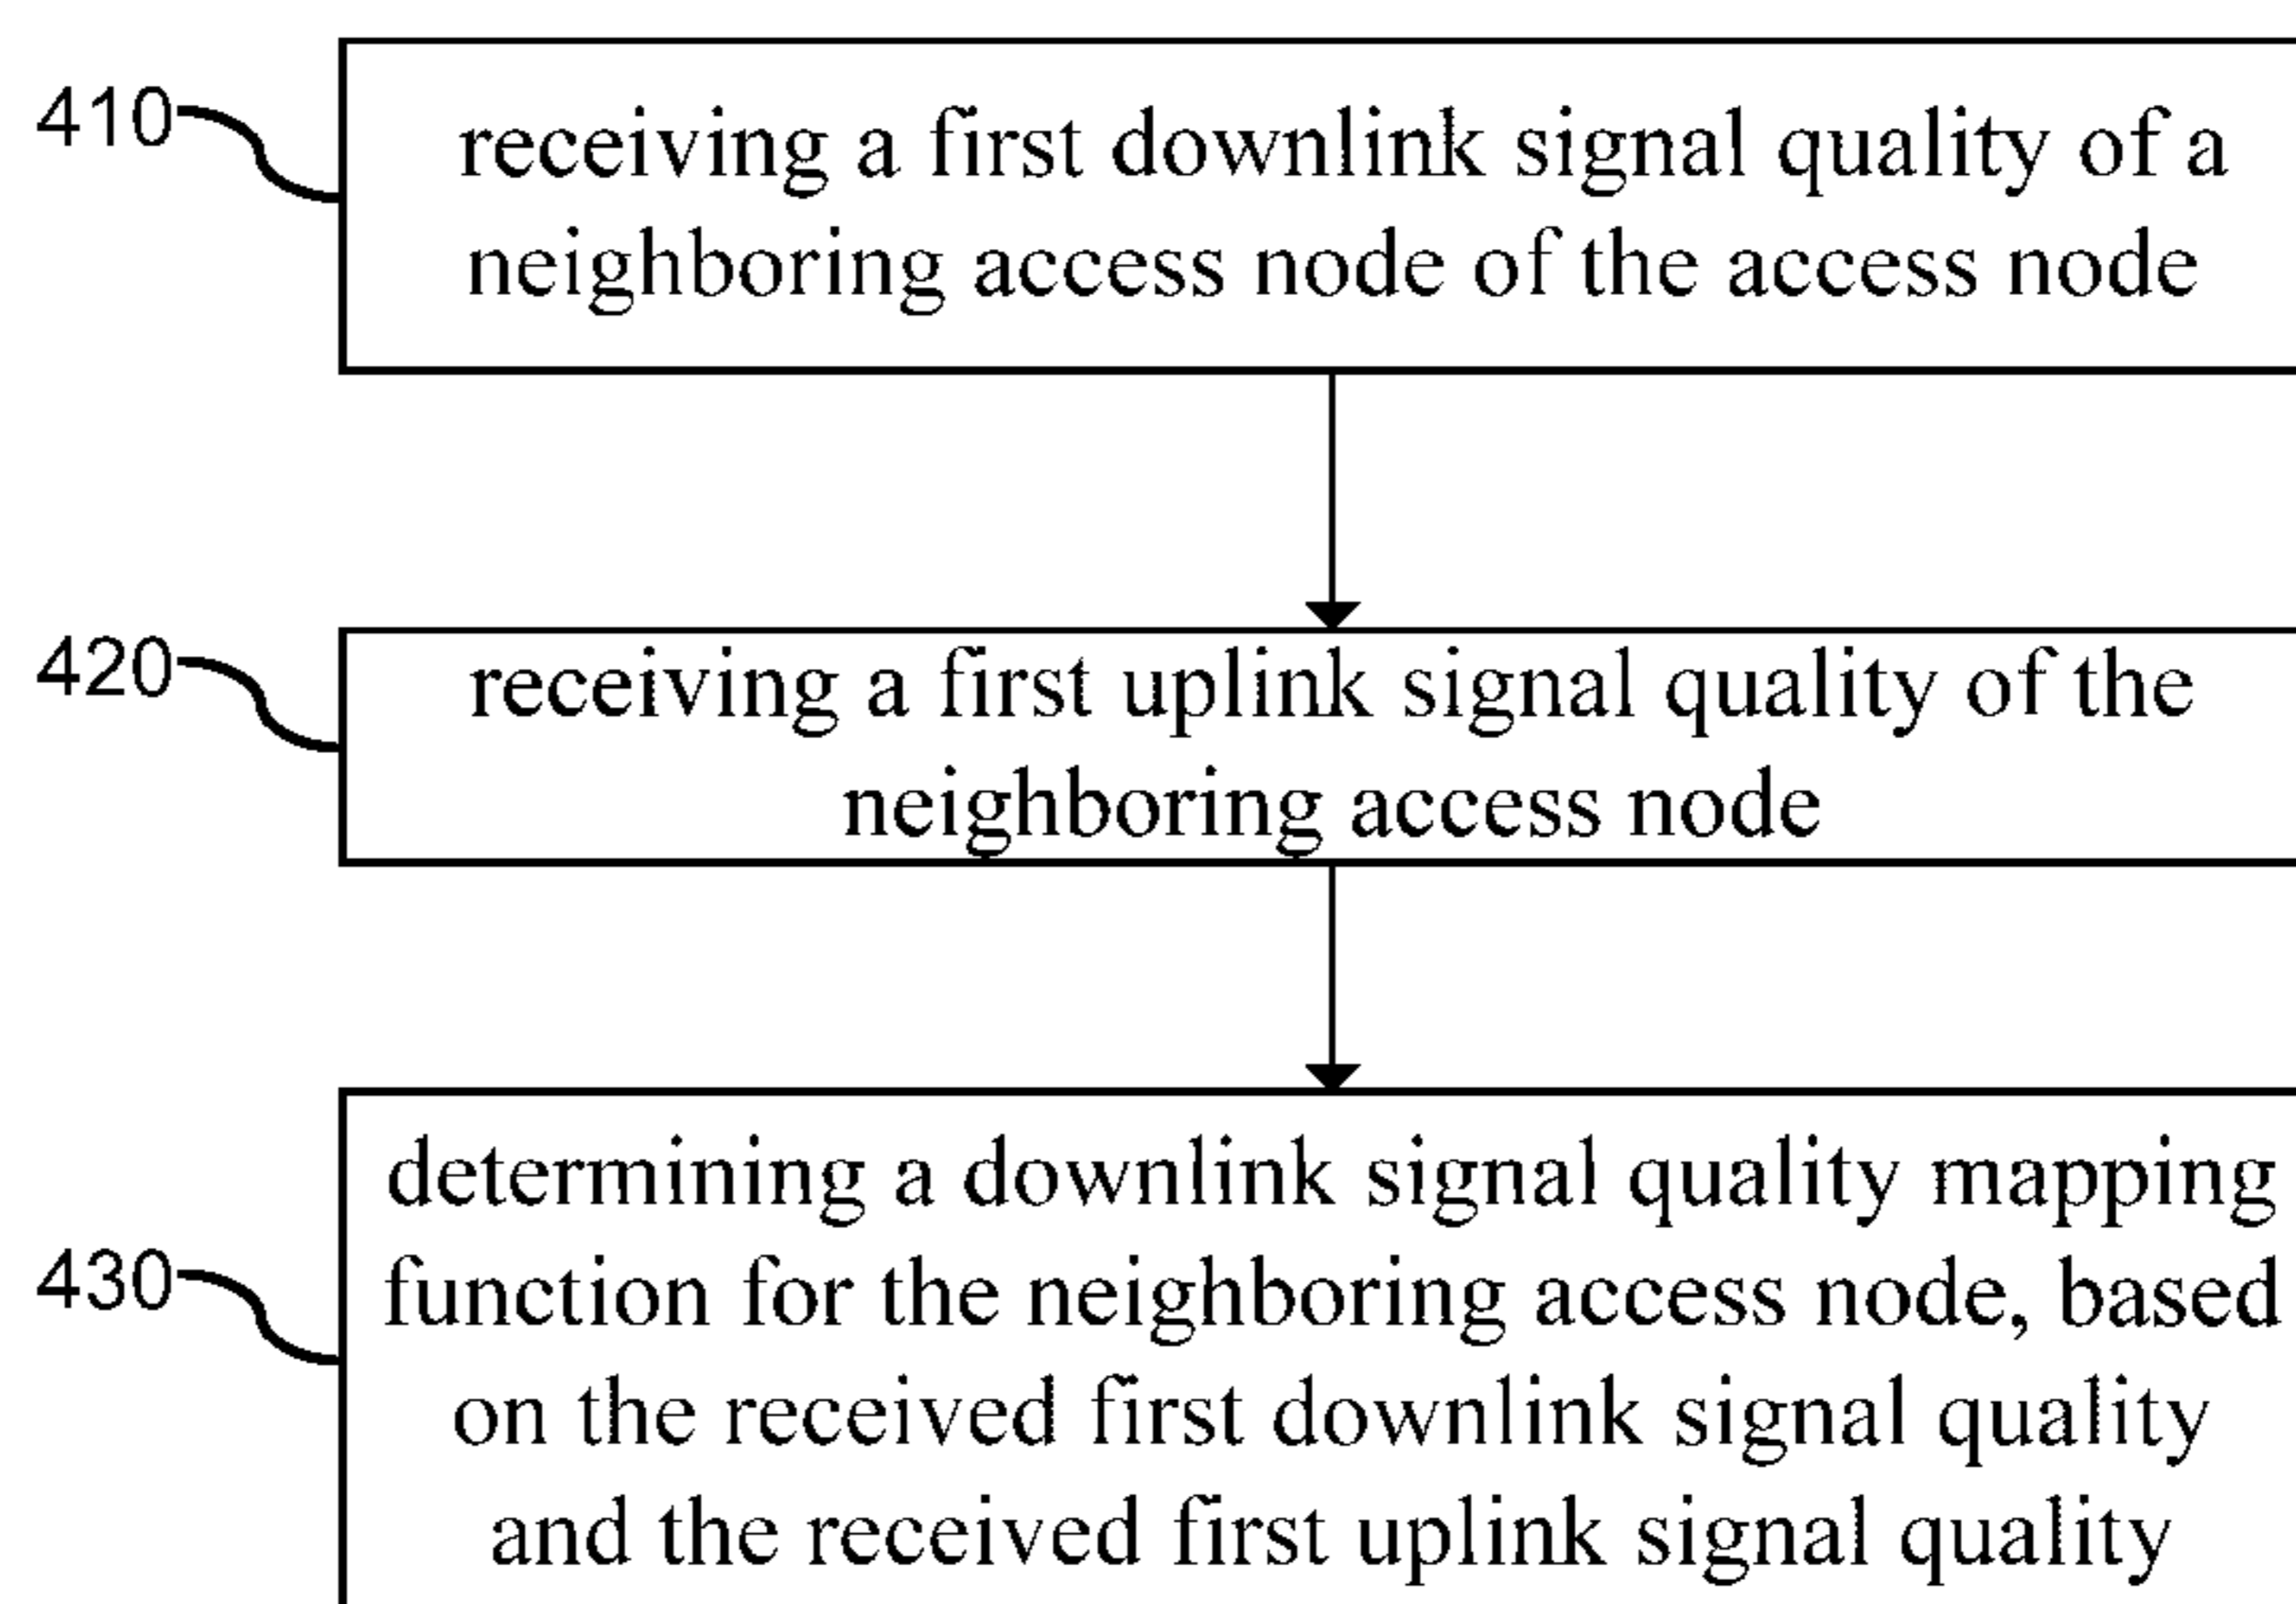 410
receiving a first downlink signal quality of a
neighboring access node of the access node
420
receiving a first uplink signal quality of the
neighboring access node
430
determining a downlink signal quality mapping
function for the neighboring access node, based
on the received first downlink signal quality
and the received first uplink signal quality